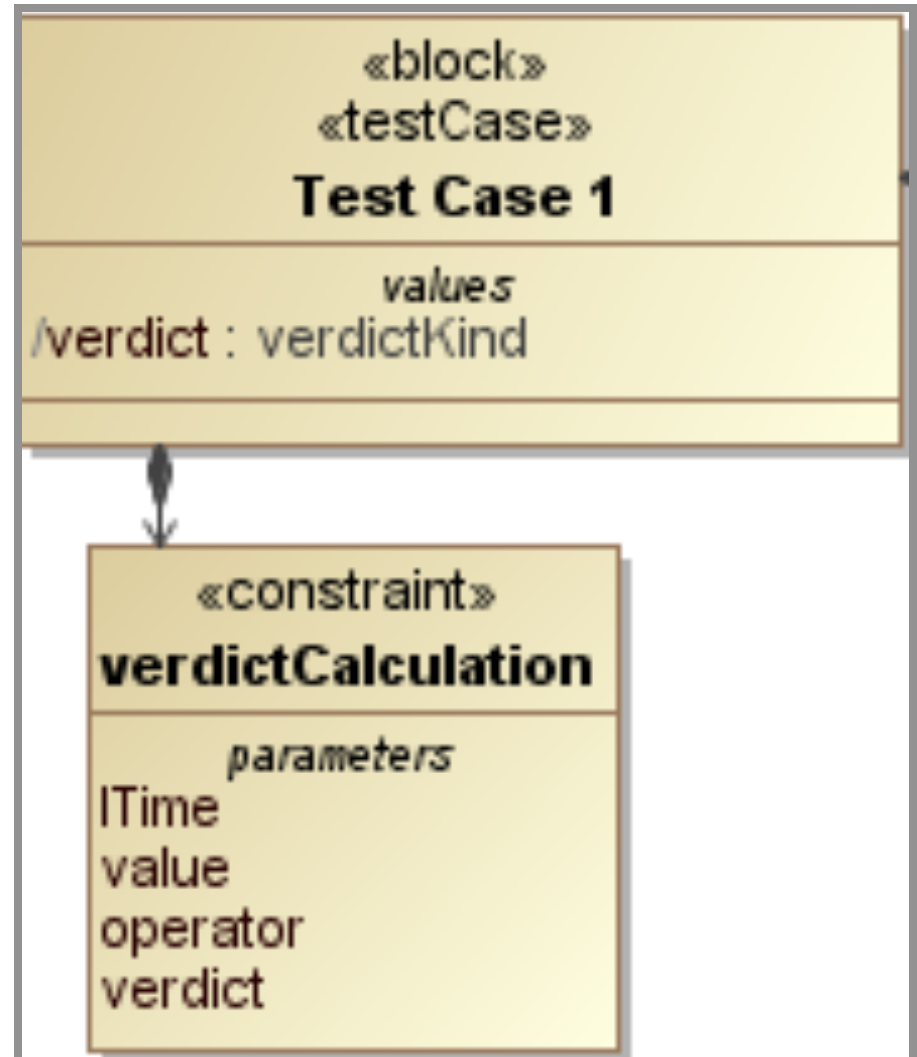 «block»
«testCase»
Test Case 1
values
/verdict : verdictKind
«constraint»
verdictCalculation
parameters
lTime
value
operator
verdict